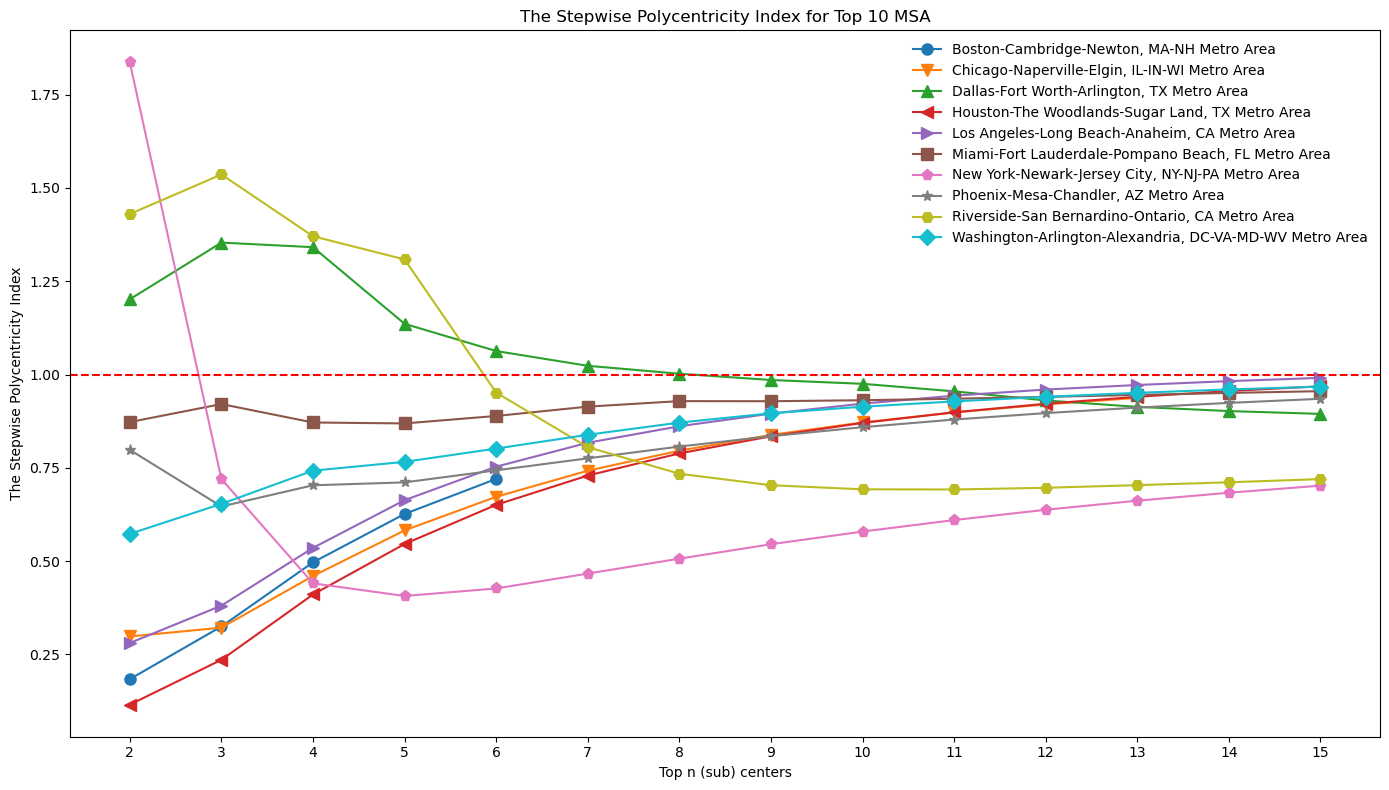 The Stepwise Polycentricity Index for Top 10 MSA
Boston-Cambridge-Newton, MA-NH Metro Area
Chicago-Naperville-Elgin, IL-IN-WI Metro Area
Dallas-Fort Worth-Arlington, TX Metro Area
Houston-The Woodlands-Sugar Land, TX Metro Area
Los Angeles-Long Beach-Anaheim, CA Metro Area
Miami-Fort Lauderdale-Pompano Beach, FL Metro Area
New York-Newark-Jersey City, NY-NJ-PA Metro Area
Phoenix-Mesa-Chandler, AZ Metro Area
Riverside-San Bernardino-Ontario, CA Metro Area
Washington-Arlington-Alexandria, DC-VA-MD-WV Metro Area
The Stepwise Polycentricity Index
1.75
1.50
1.25
1.00
0.75
0.50
0.25
2 3 4 5 6 7 8 9 10 11 12 13 14 15
Top n (sub) centers